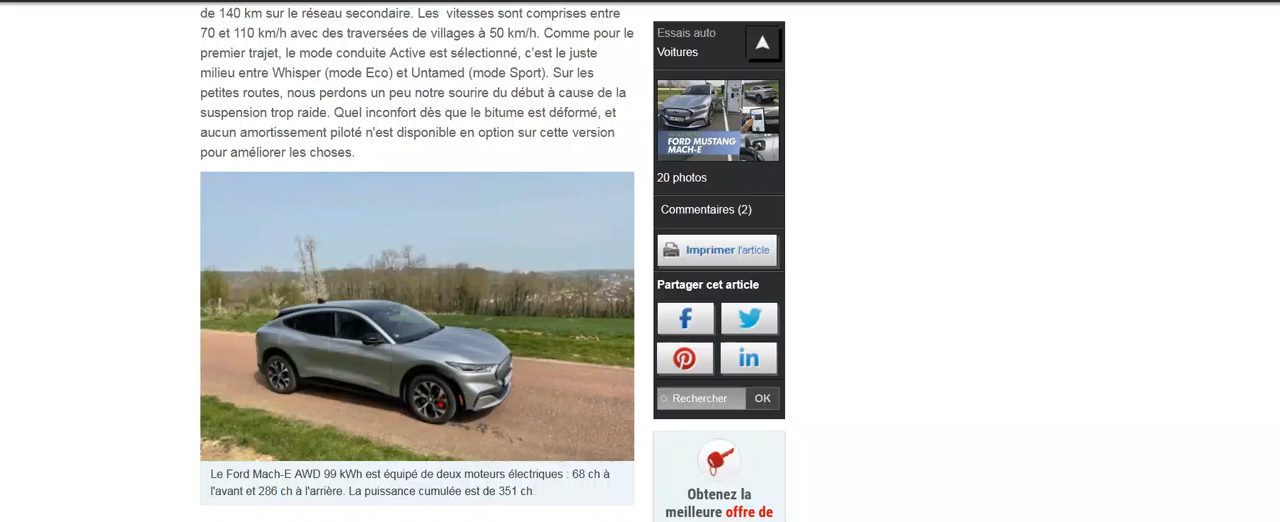 de 140 km sur le réseau secondaire. Les  vitesses sont comprises entre
70 et 110 km/h avec des traversées de villages à 50 km/h. Comme pour le
premier trajet, le mode conduite Active est sélectionné, c'est le juste
milieu entre Whisper (mode Eco) et Untamed (mode Sport). Sur les
petites routes, nous perdons un peu notre sourire du début à cause de la
suspension trop raide. Quel inconfort dès que le bitume est déformé, et
aucun amortissement piloté n'est disponible en option sur cette version
pour améliorer les choses.
Le Ford Mach-E AWD 99 kWh est équipé de deux moteurs électriques : 68 ch à
l'avant et 286 ch à l'arrière. La puissance cumulée est de 351 ch.
Essais auto
Voitures
FORD MUSTANG
MACH-E
20 photos
Commentaires (2)
Imprimer l'article
Partager cet article
Rechercher OK
Obtenez la
meilleure offre de